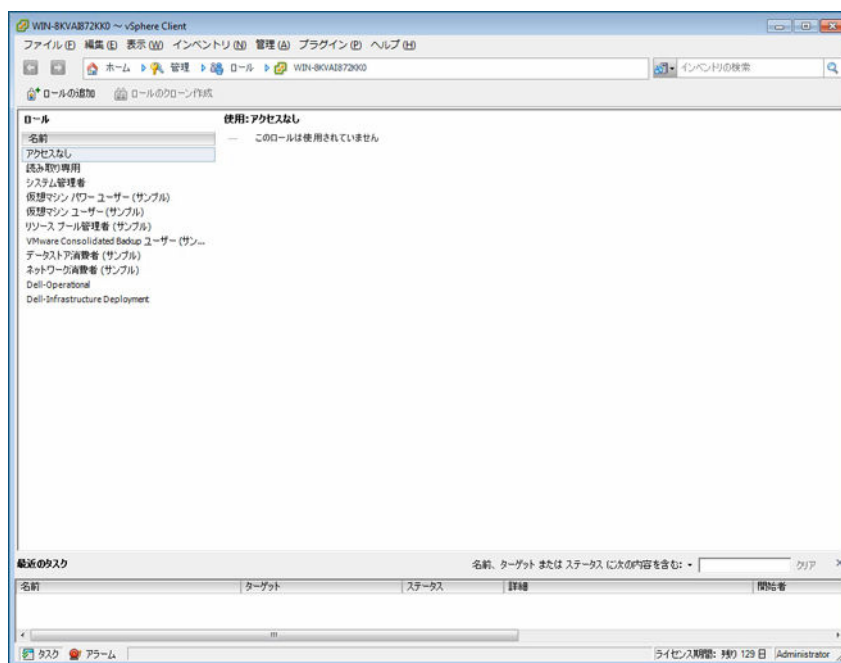 WIN-8KVAI872KK0 ~ vSphere Client
ファイル(F) 編集(E) 表示(W) インベントリ(N) 管理(A) プラグイン(P) ヘルプ(H)
ホーム 管理 ロール WIN-8KVAI872KK0 インベントリの検索
ロールの追加 ロールのクローン作成
ロール 使用: アクセスなし
名前 このロールは使用されていません
アクセスなし
読み取り専用
システム管理者
仮想マシン パワー ユーザー (サンプル)
仮想マシン ユーザー (サンプル)
リソース プール管理者 (サンプル)
VMware Consolidated Backup ユーザー (サン...
データストア消費者 (サンプル)
ネットワーク消費者 (サンプル)
Dell-Operational
Dell-Infrastructure Deployment
最近のタスク 名前、ターゲット または ステータス に次の内容を含む: クリア
名前 ターゲット ステータス 詳細 開始者
タスク アラーム ライセンス期間: 残り 129 日 Administrator